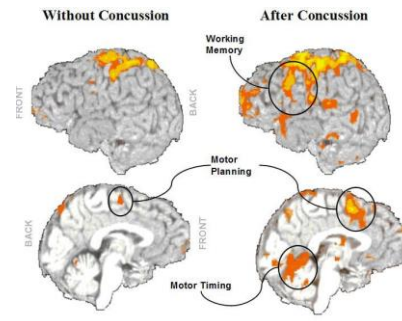 Without Concussion
After Concussion
Working
Memory
FRONT
BACK
Motor
Planning
BACK
FRONT
Motor Timing